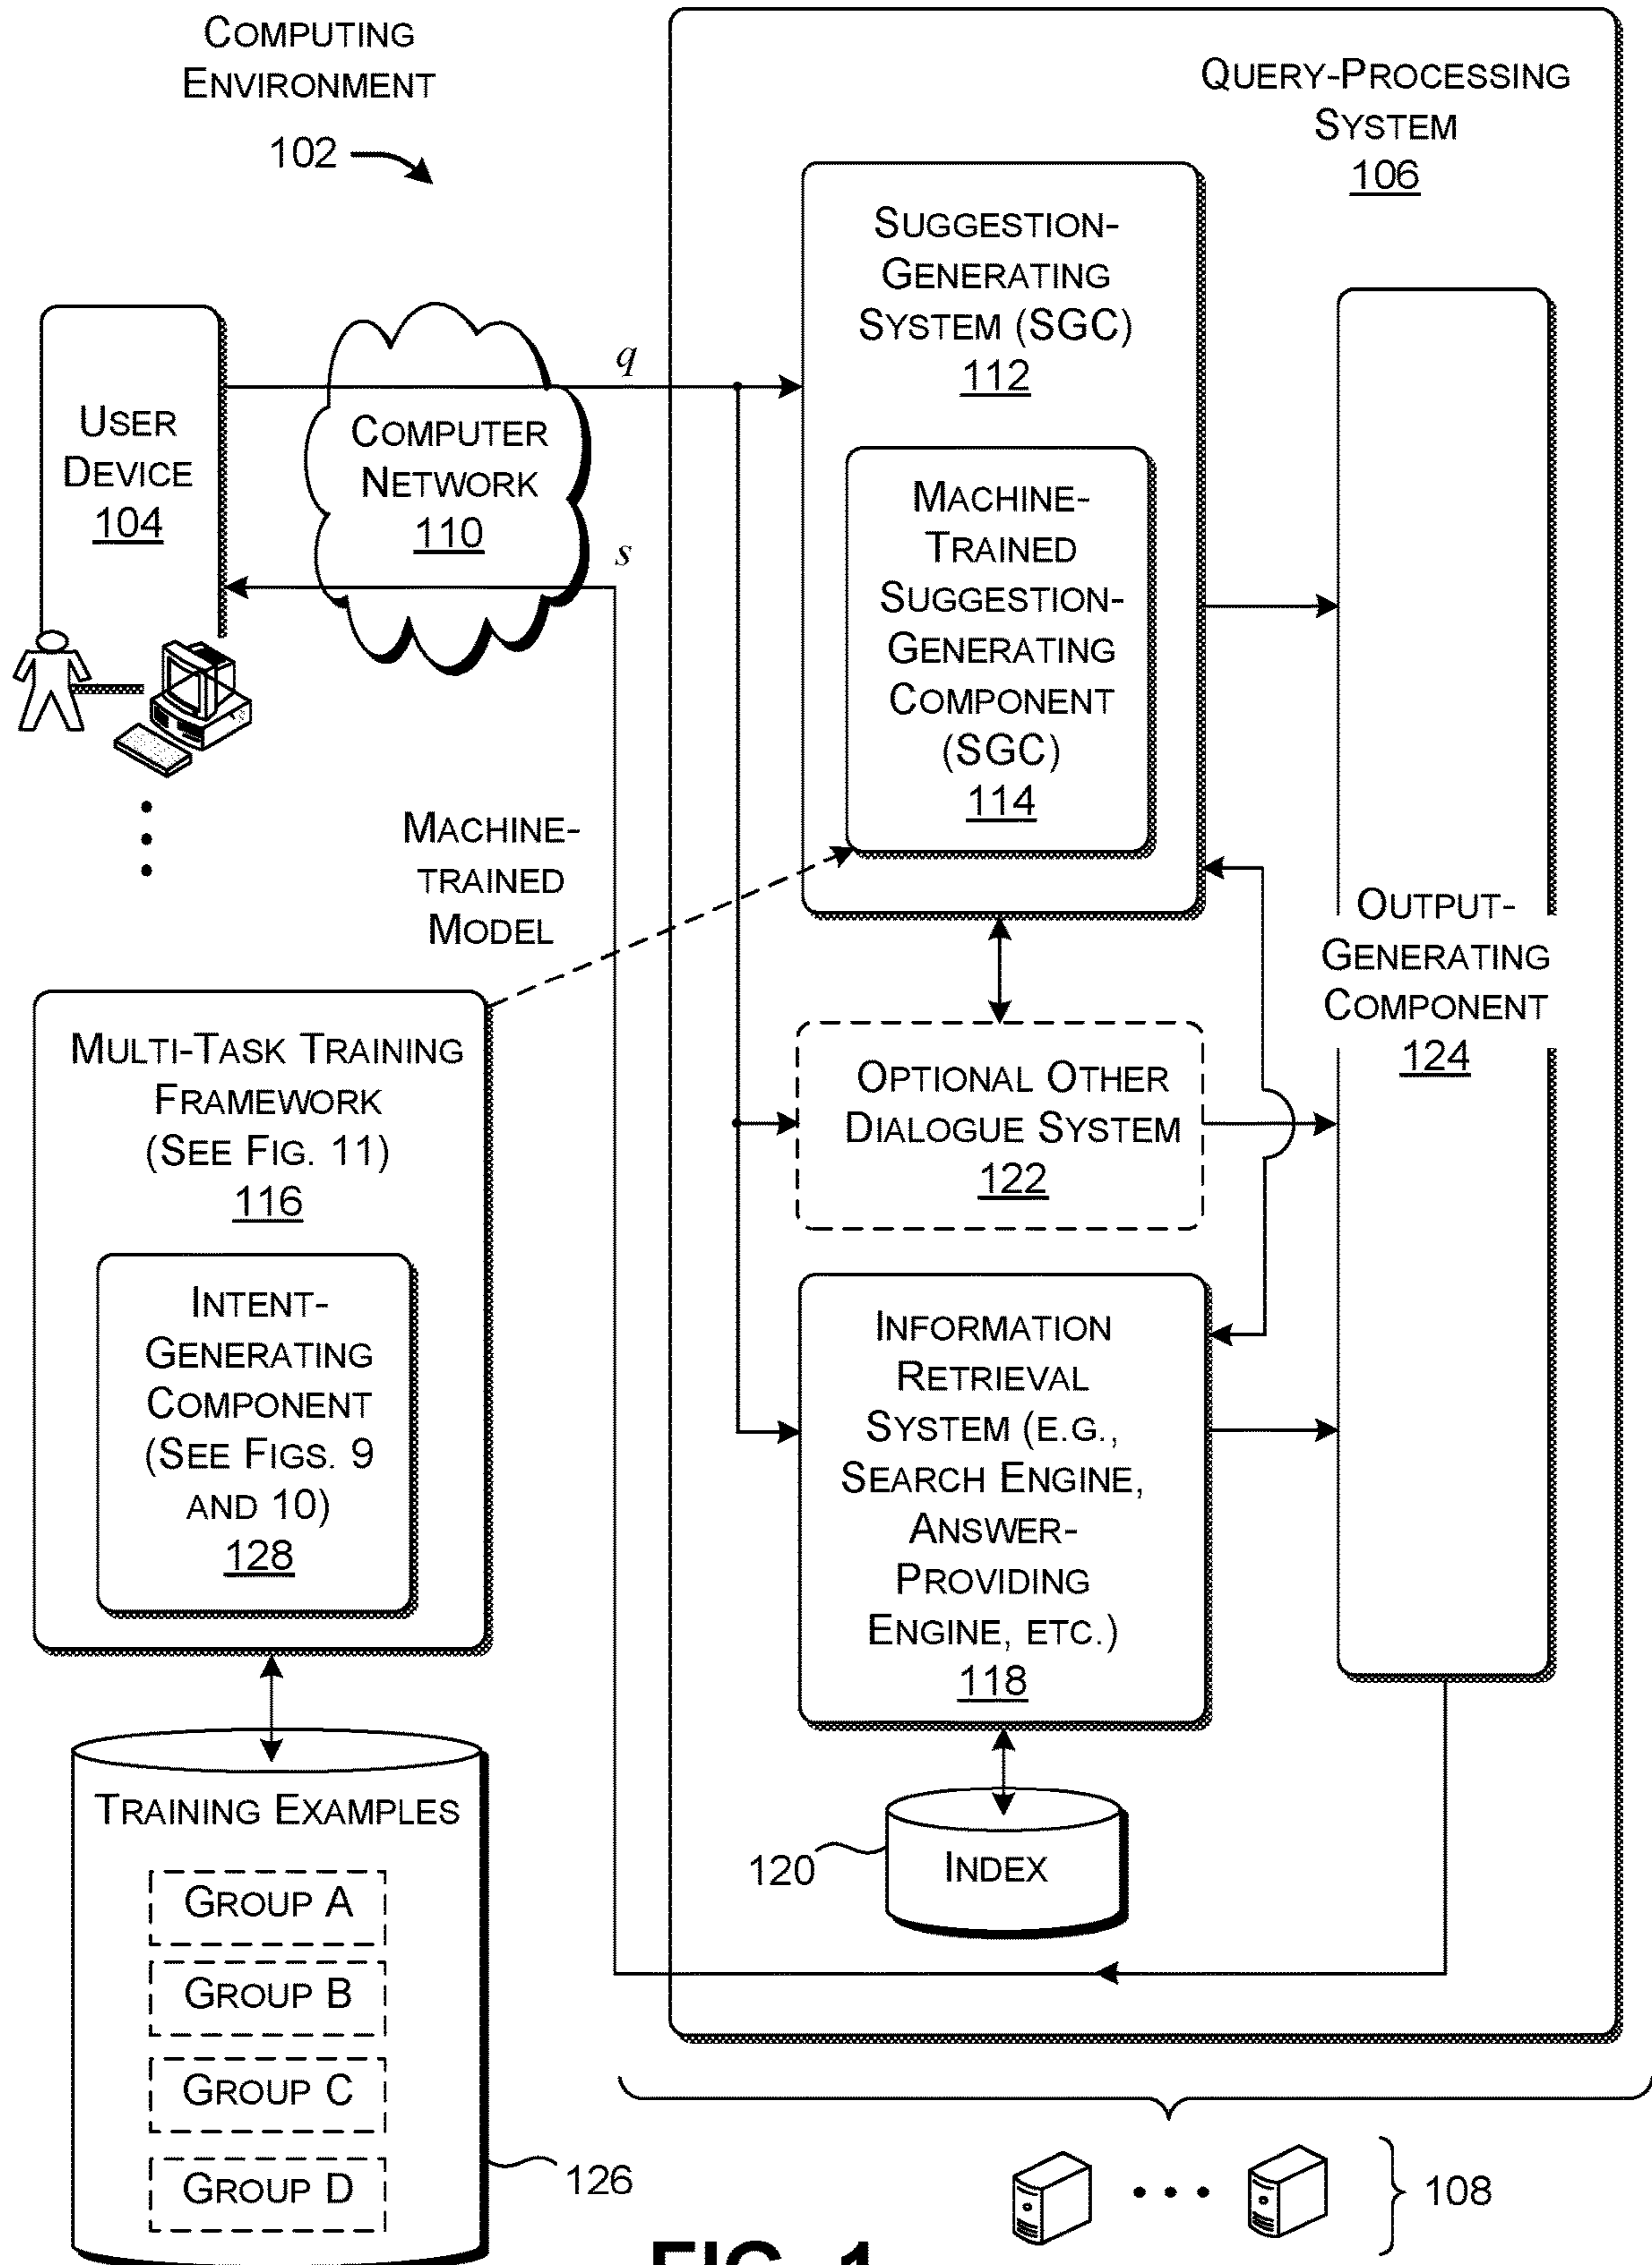 COMPUTING
ENVIRONMENT
102
QUERY-PROCESSING
SYSTEM
106
SUGGESTION-
GENERATING
SYSTEM (SGC)
112
MACHINE-
TRAINED
SUGGESTION-
GENERATING
COMPONENT
(SGC)
114
USER
DEVICE
104
COMPUTER
NETWORK
110
q
s
MACHINE-
TRAINED
MODEL
OUTPUT-
GENERATING
COMPONENT
124
MULTI-TASK TRAINING
FRAMEWORK
(SEE FIG. 11)
116
INTENT-
GENERATING
COMPONENT
(SEE FIGS. 9
AND 10)
128
OPTIONAL OTHER
DIALOGUE SYSTEM
122
INFORMATION
RETRIEVAL
SYSTEM (E.G.,
SEARCH ENGINE,
ANSWER-
PROVIDING
ENGINE, ETC.)
118
120
INDEX
TRAINING EXAMPLES
GROUP A
GROUP B
GROUP C
GROUP D
126
108
FIG. 1